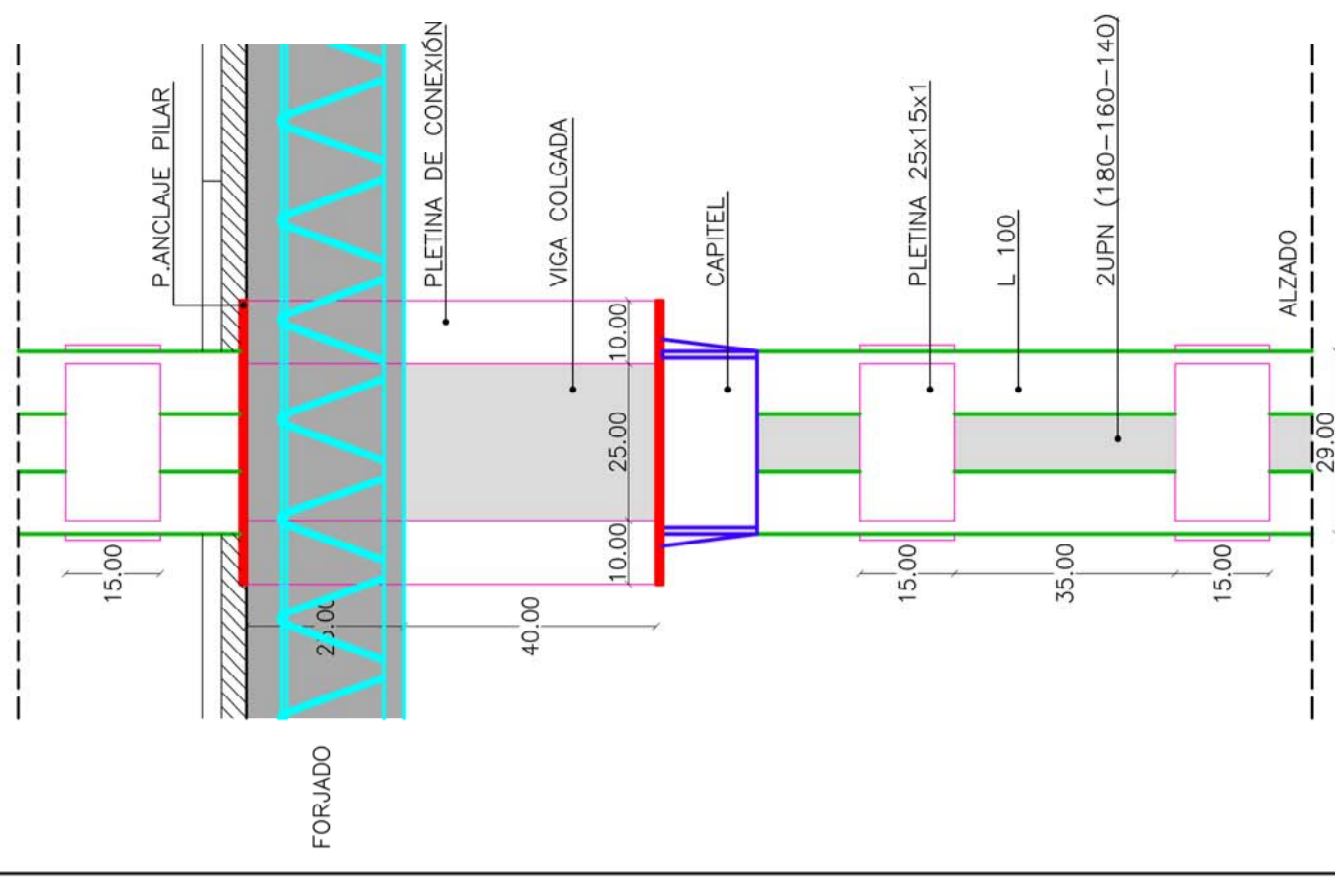 P.ANCLAJE PILAR
PLETINA DE CONEXIÓN
VIGA COLGADA
CAPITEL
PLETINA 25x15x1
L 100
2UPN (180-160-140)
ALZADO
FORJADO
15.00
40.00
10.00
25.00
10.00
15.00
35.00
15.00
29.00